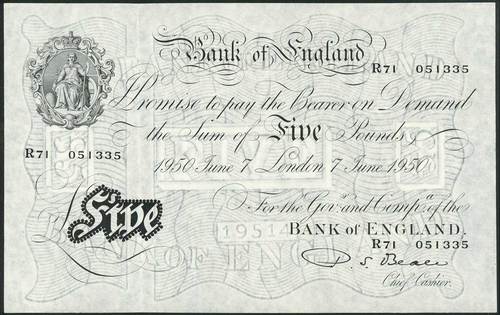 Bank of England
R71 051335
I Promise to pay the Bearer on Demand
the Sum of Five Pounds
R71 051335
1950 June 7 London 7 June 1950
£ Five
For the Gov.r and Comp.a of the
BANK OF ENGLAND.
R71 051335
P. S. Beale
Chief Cashier.